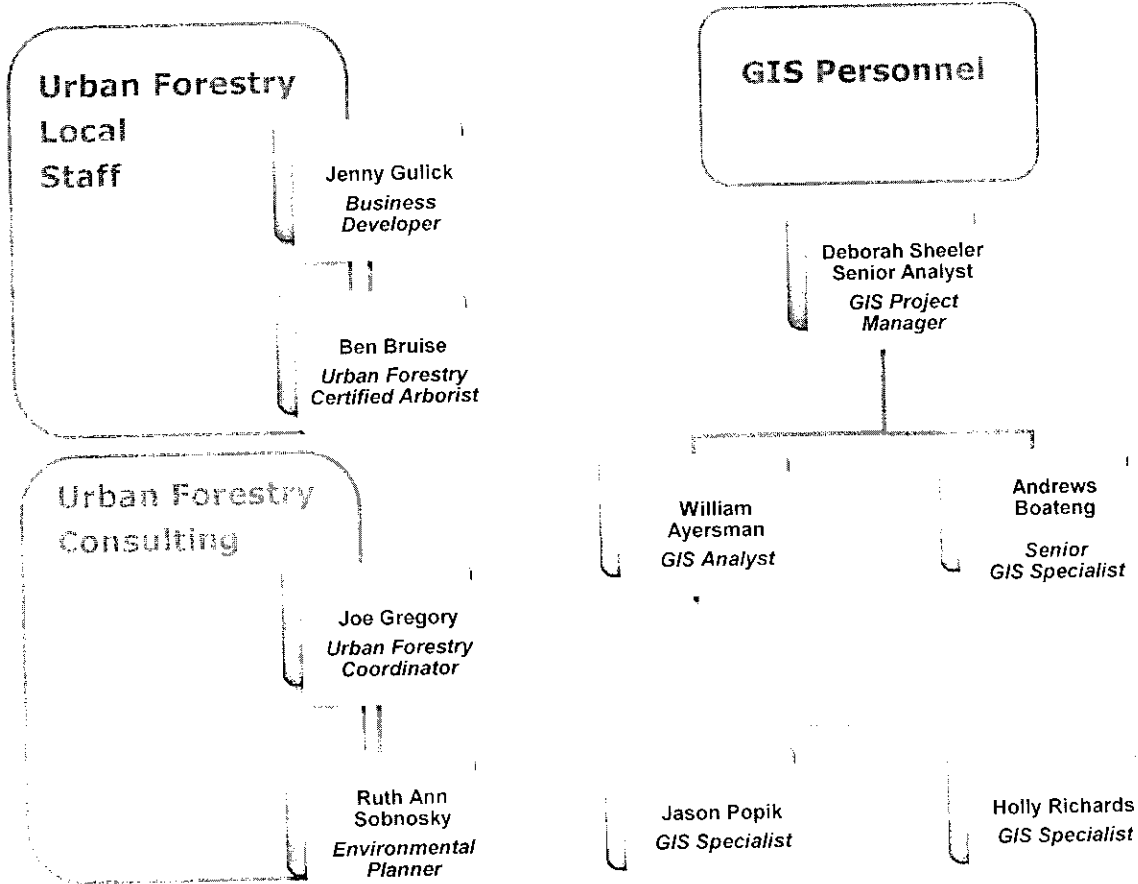 Urban Forestry
Local
Staff
Jenny Gulick
Business
Developer
Ben Bruise
Urban Forestry
Certified Arborist
Urban Forestry
Consulting
Joe Gregory
Urban Forestry
Coordinator
Ruth Ann
Sobnosky
Environmental
Planner
GIS Personnel
Deborah Sheeler
Senior Analyst
GIS Project
Manager
William
Ayersman
GIS Analyst
Andrews
Boateng
Senior
GIS Specialist
Jason Popik
GIS Specialist
Holly Richards
GIS Specialist